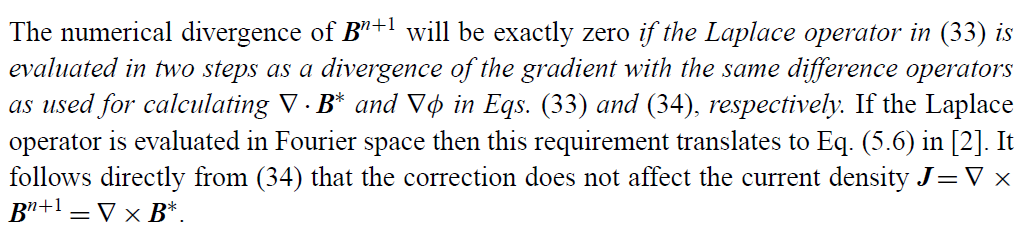 The numerical divergence of Bⁿ⁺¹ will be exactly zero if the Laplace operator in (33) is
evaluated in two steps as a divergence of the gradient with the same difference operators
as used for calculating ∇ · B* and ∇ϕ in Eqs. (33) and (34), respectively. If the Laplace
operator is evaluated in Fourier space then this requirement translates to Eq. (5.6) in [2]. It
follows directly from (34) that the correction does not affect the current density J = ∇ ×
Bⁿ⁺¹ = ∇ × B*.